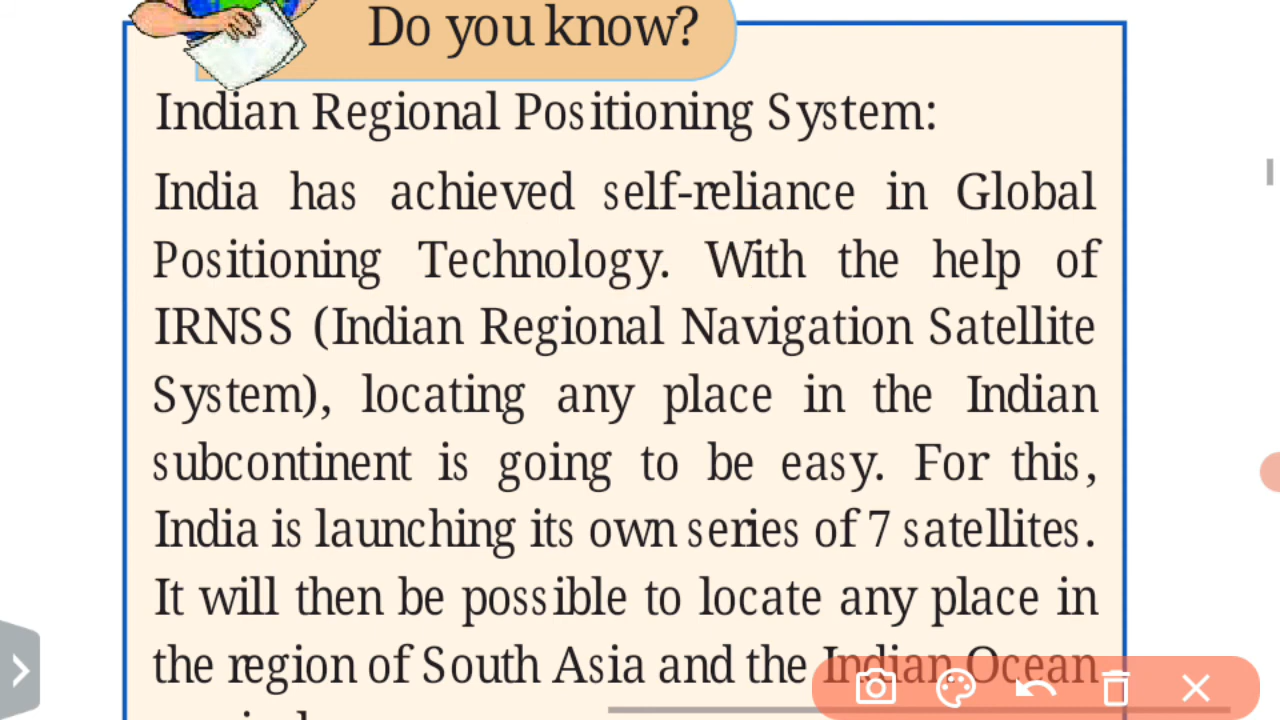 Do you know?
Indian Regional Positioning System:
India has achieved self-reliance in Global
Positioning Technology. With the help of
IRNSS (Indian Regional Navigation Satellite
System), locating any place in the Indian
subcontinent is going to be easy. For this,
India is launching its own series of 7 satellites.
It will then be possible to locate any place in
the region of South Asia and the Indian Ocean